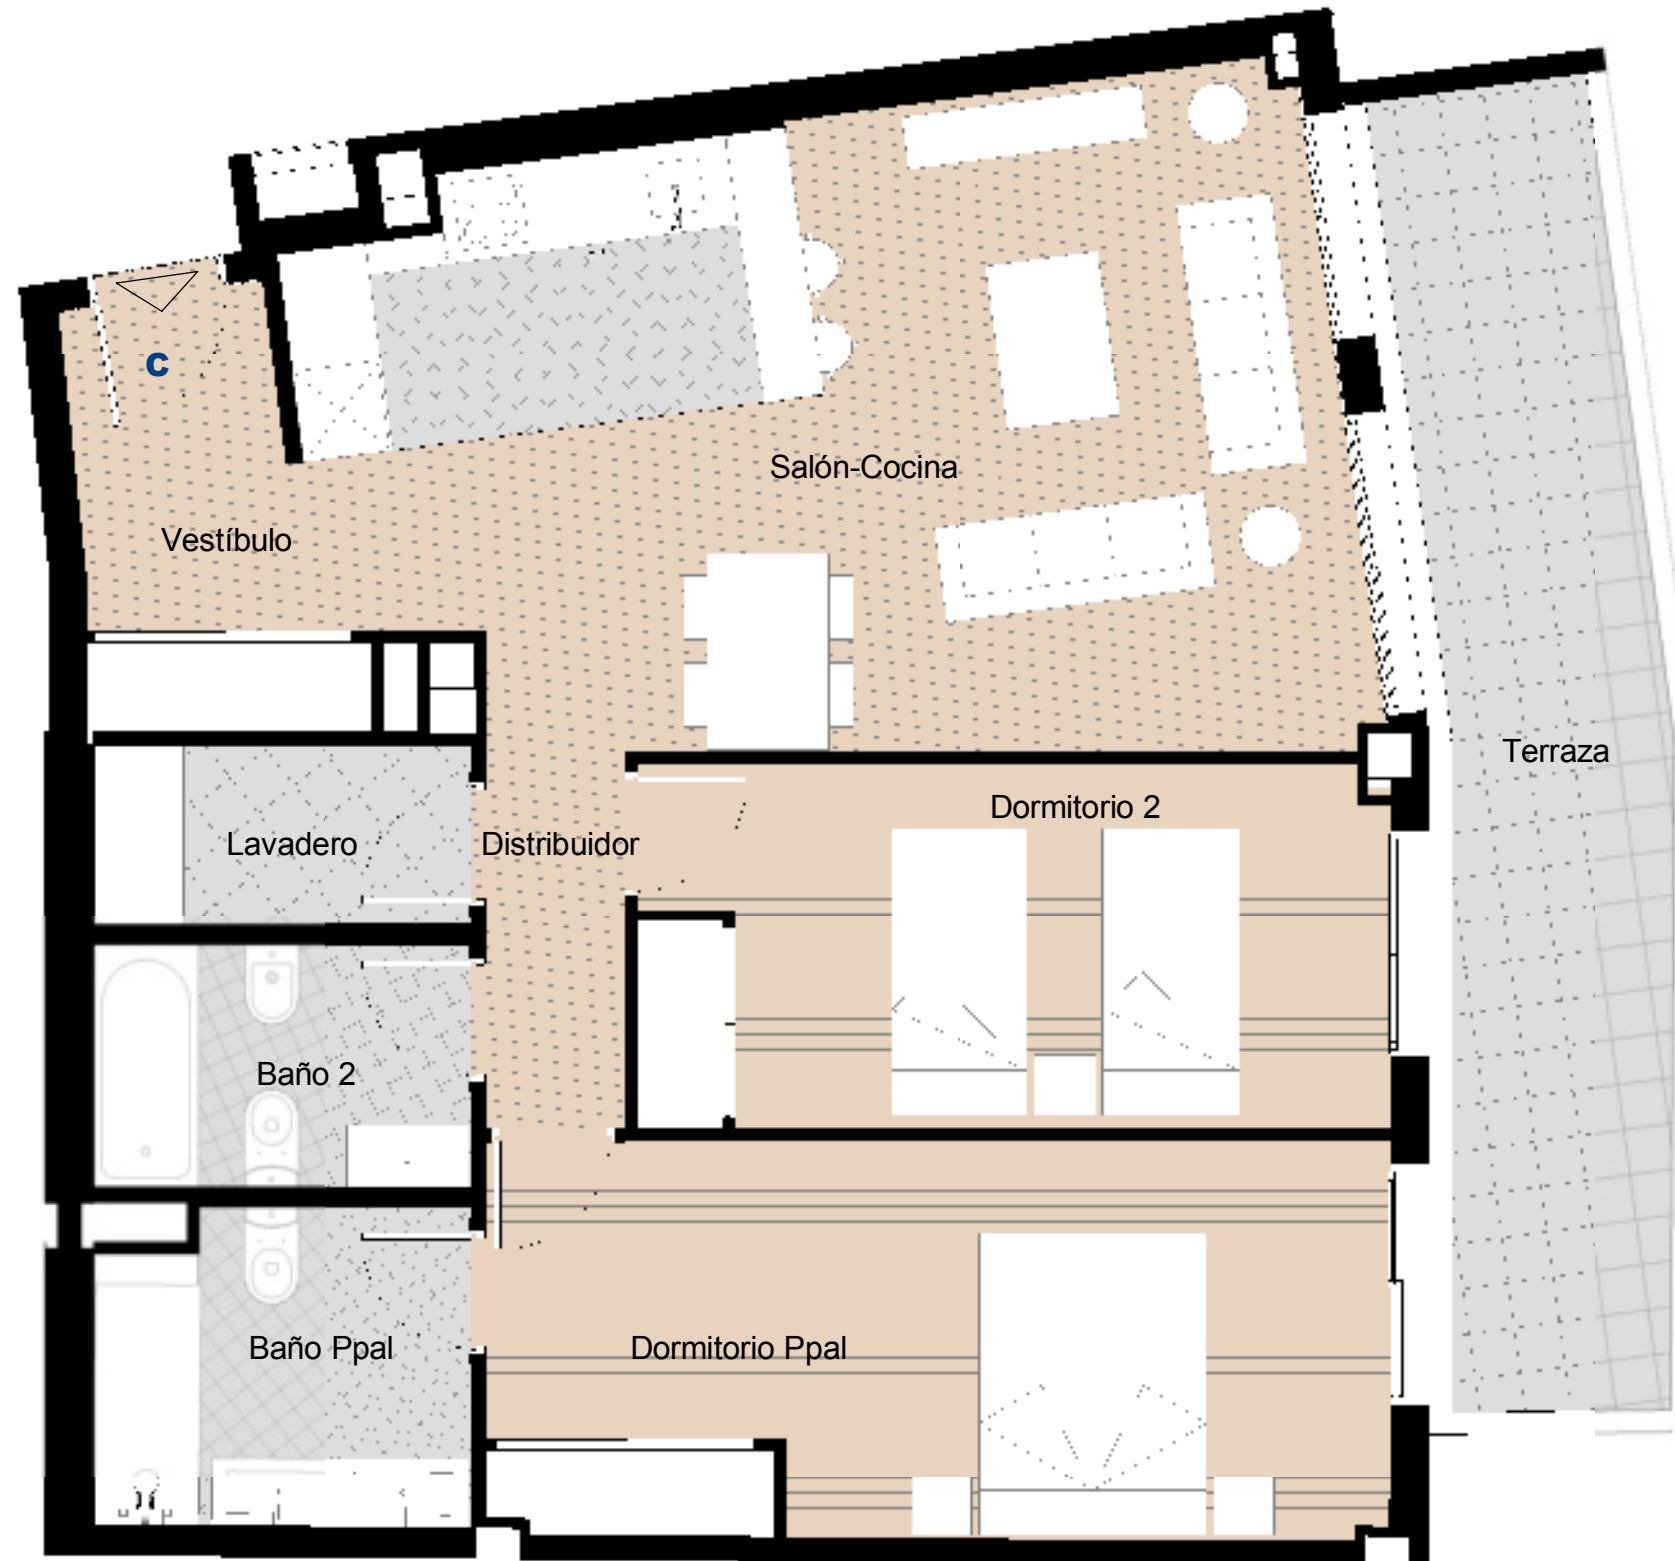 C
Salón-Cocina
Vestíbulo
Terraza
Dormitorio 2
Lavadero
Distribuidor
Baño 2
Baño Ppal
Dormitorio Ppal